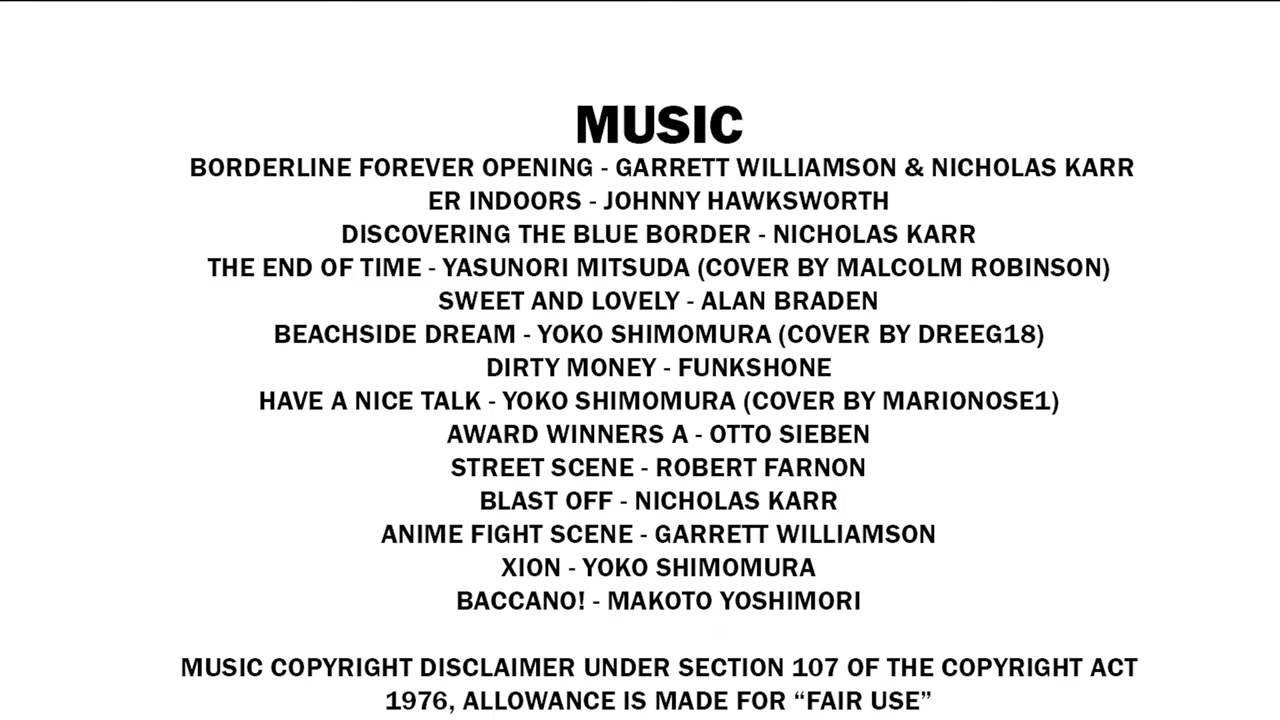 MUSIC
BORDERLINE FOREVER OPENING - GARRETT WILLIAMSON & NICHOLAS KARR
ER INDOORS - JOHNNY HAWKSWORTH
DISCOVERING THE BLUE BORDER - NICHOLAS KARR
THE END OF TIME - YASUNORI MITSUDA (COVER BY MALCOLM ROBINSON)
SWEET AND LOVELY - ALAN BRADEN
BEACHSIDE DREAM - YOKO SHIMOMURA (COVER BY DREEG18)
DIRTY MONEY - FUNKSHONE
HAVE A NICE TALK - YOKO SHIMOMURA (COVER BY MARIONOSE1)
AWARD WINNERS A - OTTO SIEBEN
STREET SCENE - ROBERT FARNON
BLAST OFF - NICHOLAS KARR
ANIME FIGHT SCENE - GARRETT WILLIAMSON
XION - YOKO SHIMOMURA
BACCANO! - MAKOTO YOSHIMORI
MUSIC COPYRIGHT DISCLAIMER UNDER SECTION 107 OF THE COPYRIGHT ACT
1976, ALLOWANCE IS MADE FOR “FAIR USE”